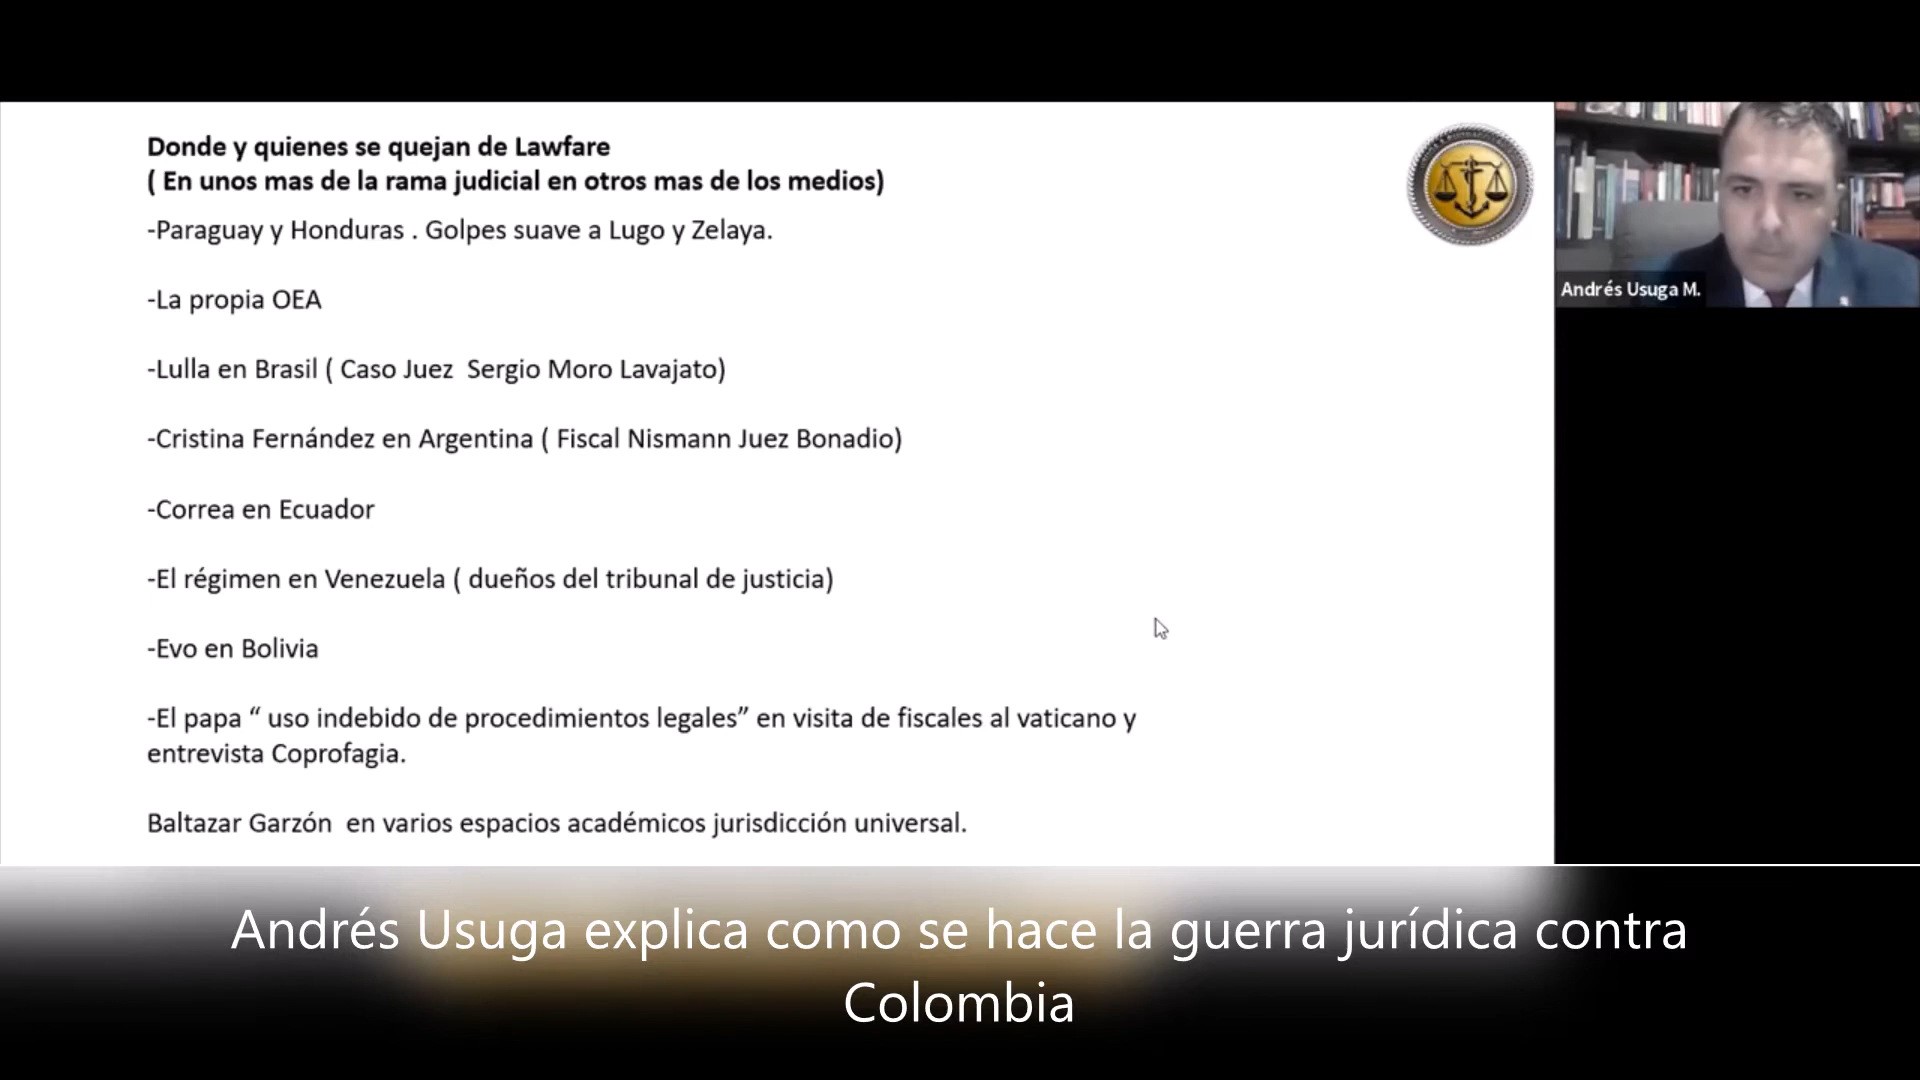 Donde y quienes se quejan de Lawfare
( En unos mas de la rama judicial en otros mas de los medios)
-Paraguay y Honduras . Golpes suave a Lugo y Zelaya.
-La propia OEA
-Lulla en Brasil ( Caso Juez  Sergio Moro Lavajato)
-Cristina Fernández en Argentina ( Fiscal Nismann Juez Bonadio)
-Correa en Ecuador
-El régimen en Venezuela ( dueños del tribunal de justicia)
-Evo en Bolivia
-El papa “ uso indebido de procedimientos legales” en visita de fiscales al vaticano y
entrevista Coprofagia.
Baltazar Garzón  en varios espacios académicos jurisdicción universal.
Andrés Usuga M.
Andrés Usuga explica como se hace la guerra jurídica contra
Colombia